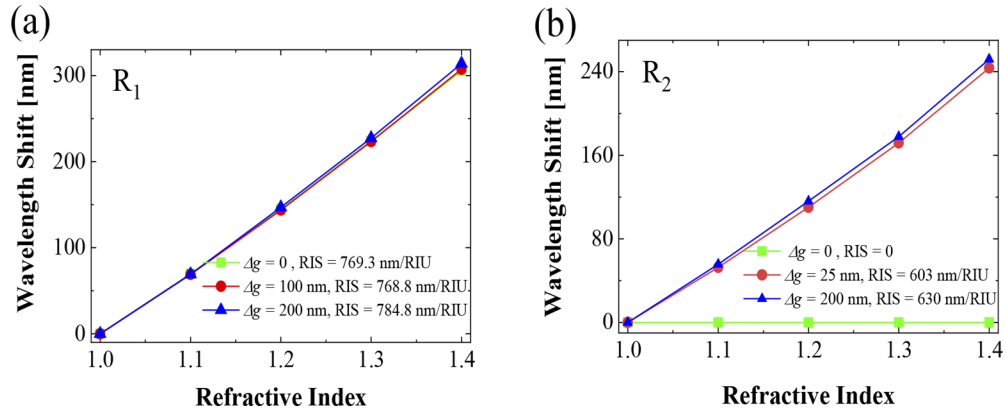 (a)
Wavelength Shift [nm]
300
200
100
0
R1
Δg = 0 , RIS = 769.3 nm/RIU
Δg = 100 nm, RIS = 768.8 nm/RIU.
Δg = 200 nm, RIS = 784.8 nm/RIU
1.0 1.1 1.2 1.3 1.4
Refractive Index
(b)
Wavelength Shift [nm]
240
160
80
0
R2
Δg = 0 , RIS = 0
Δg = 25 nm, RIS = 603 nm/RIU
Δg = 200 nm, RIS = 630 nm/RIU
1.0 1.1 1.2 1.3 1.4
Refractive Index